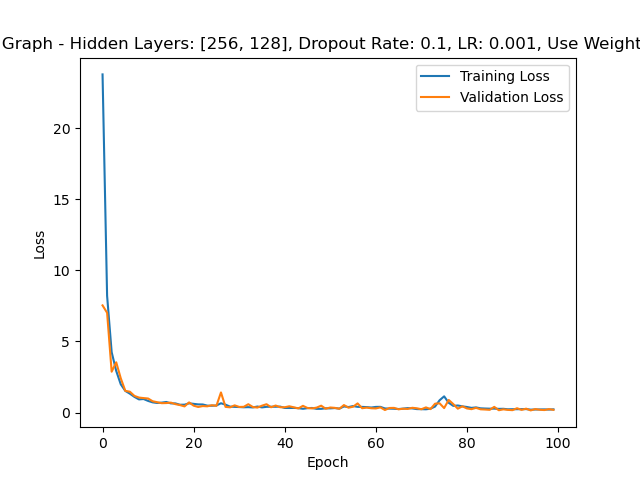 Graph - Hidden Layers: [256, 128], Dropout Rate: 0.1, LR: 0.001, Use Weight
Training Loss
Validation Loss
Loss
20
15
10
5
0
0 20 40 60 80 100
Epoch